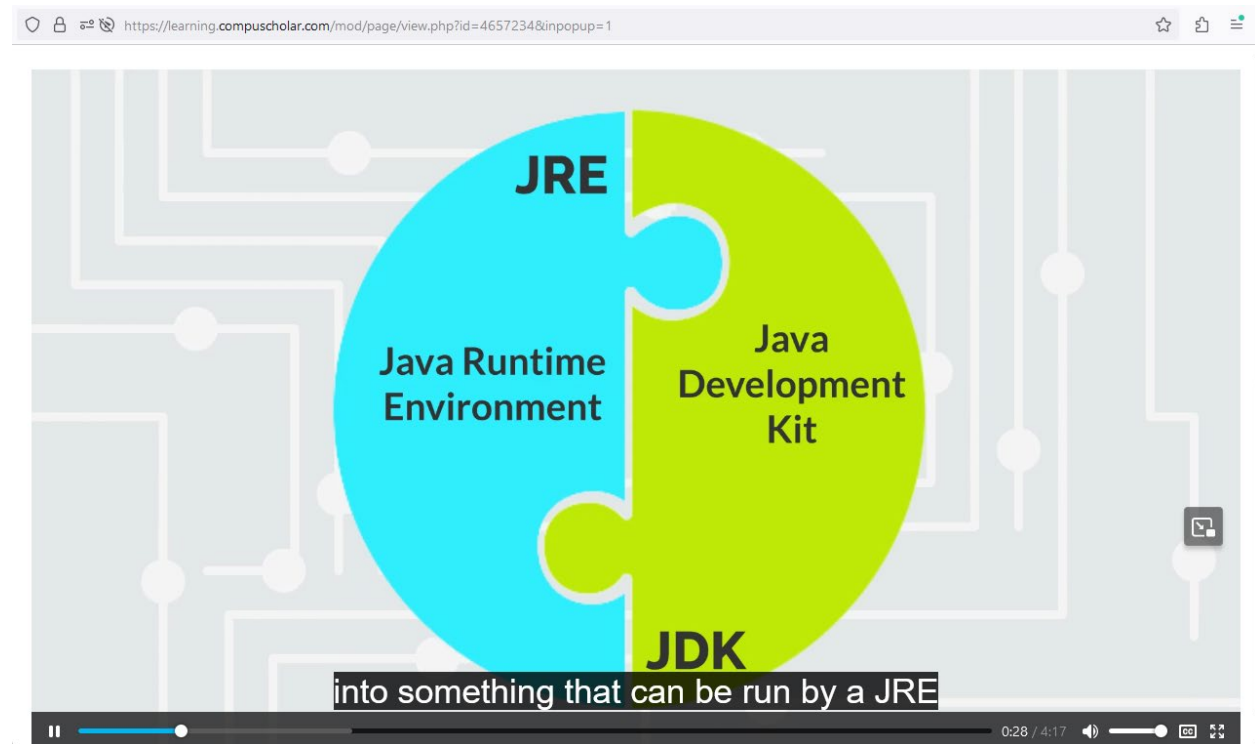 https://learning.compuscholar.com/mod/page/view.php?id=4657234&inpopup=1
JRE
Java Runtime
Environment
Java
Development
Kit
JDK
into something that can be run by a JRE
0:28 / 4:17
CC